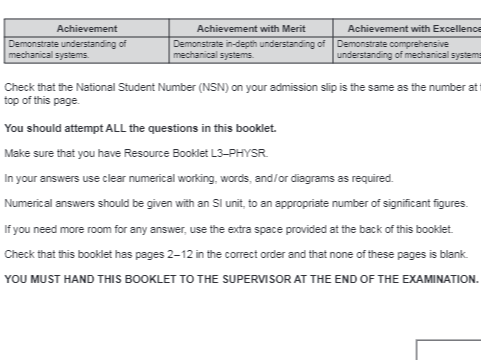 Achievement Achievement with Merit Achievement with Excellence
Demonstrate understanding of Demonstrate in-depth understanding of Demonstrate comprehensive
mechanical systems. mechanical systems. understanding of mechanical systems
Check that the National Student Number (NSN) on your admission slip is the same as the number at
top of this page.
You should attempt ALL the questions in this booklet.
Make sure that you have Resource Booklet L3–PHYSR.
In your answers use clear numerical working, words, and/or diagrams as required.
Numerical answers should be given with an SI unit, to an appropriate number of significant figures.
If you need more room for any answer, use the extra space provided at the back of this booklet.
Check that this booklet has pages 2–12 in the correct order and that none of these pages is blank.
YOU MUST HAND THIS BOOKLET TO THE SUPERVISOR AT THE END OF THE EXAMINATION.